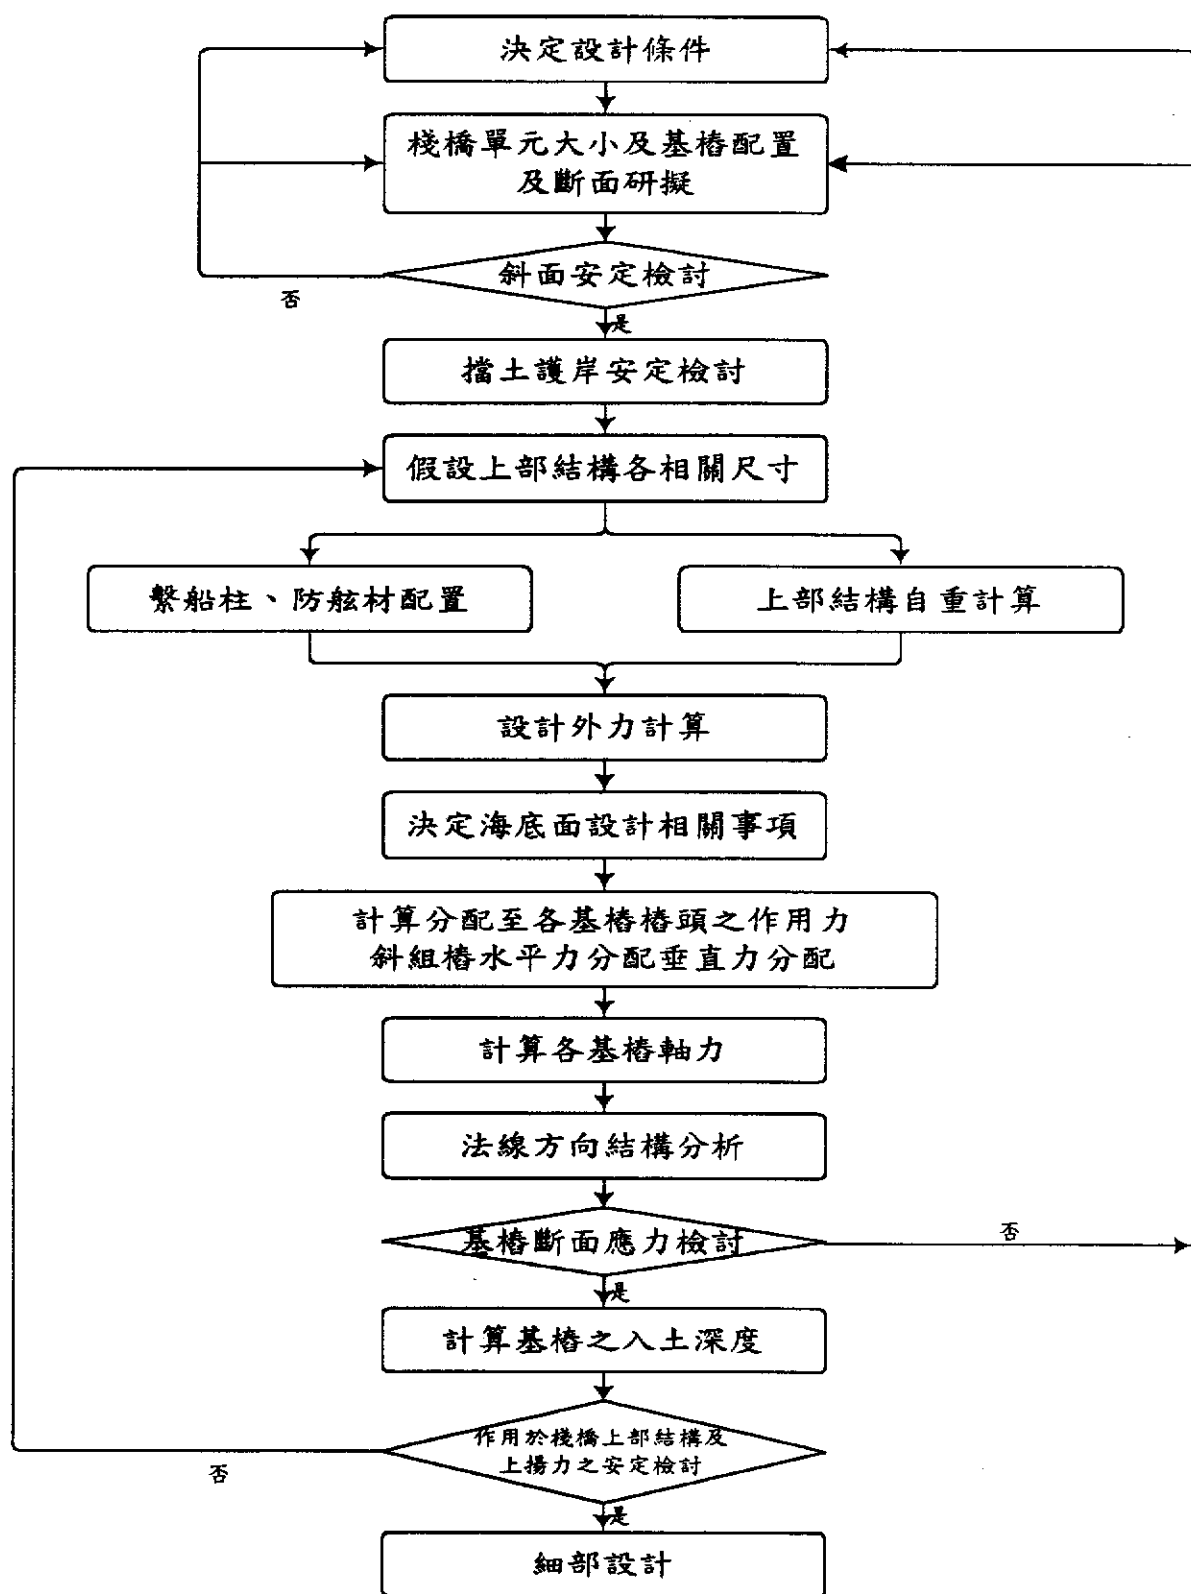 決定設計條件
棧橋單元大小及基樁配置
及斷面研擬
斜面安定檢討
否
是
擋土護岸安定檢討
假設上部結構各相關尺寸
繫船柱、防舷材配置
上部結構自重計算
設計外力計算
決定海底面設計相關事項
計算分配至各基樁樁頭之作用力
斜組樁水平力分配垂直力分配
計算各基樁軸力
法線方向結構分析
基樁斷面應力檢討
否
是
計算基樁之入土深度
作用於棧橋上部結構及
上揚力之安定檢討
否
是
細部設計